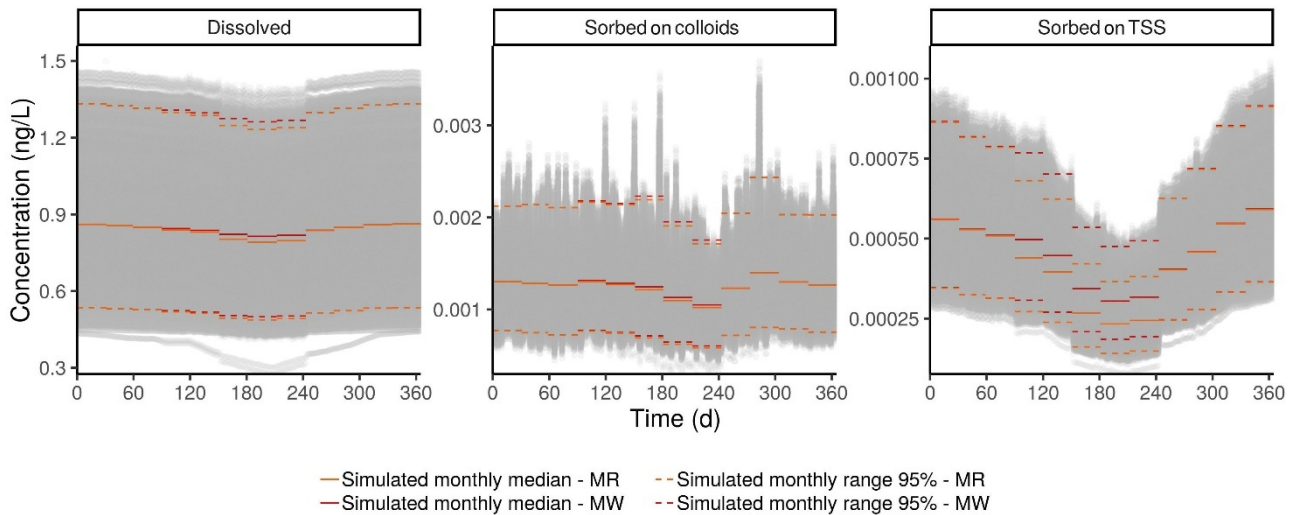 Dissolved
Sorbed on colloids
Sorbed on TSS
Concentration (ng/L)
1.5
1.2
0.9
0.6
0.3
0.003
0.002
0.001
0.00100
0.00075
0.00050
0.00025
0 60 120 180 240 300 360
0 60 120 180 240 300 360
0 60 120 180 240 300 360
Time (d)
Simulated monthly median - MR
Simulated monthly range 95% - MR
Simulated monthly median - MW
Simulated monthly range 95% - MW